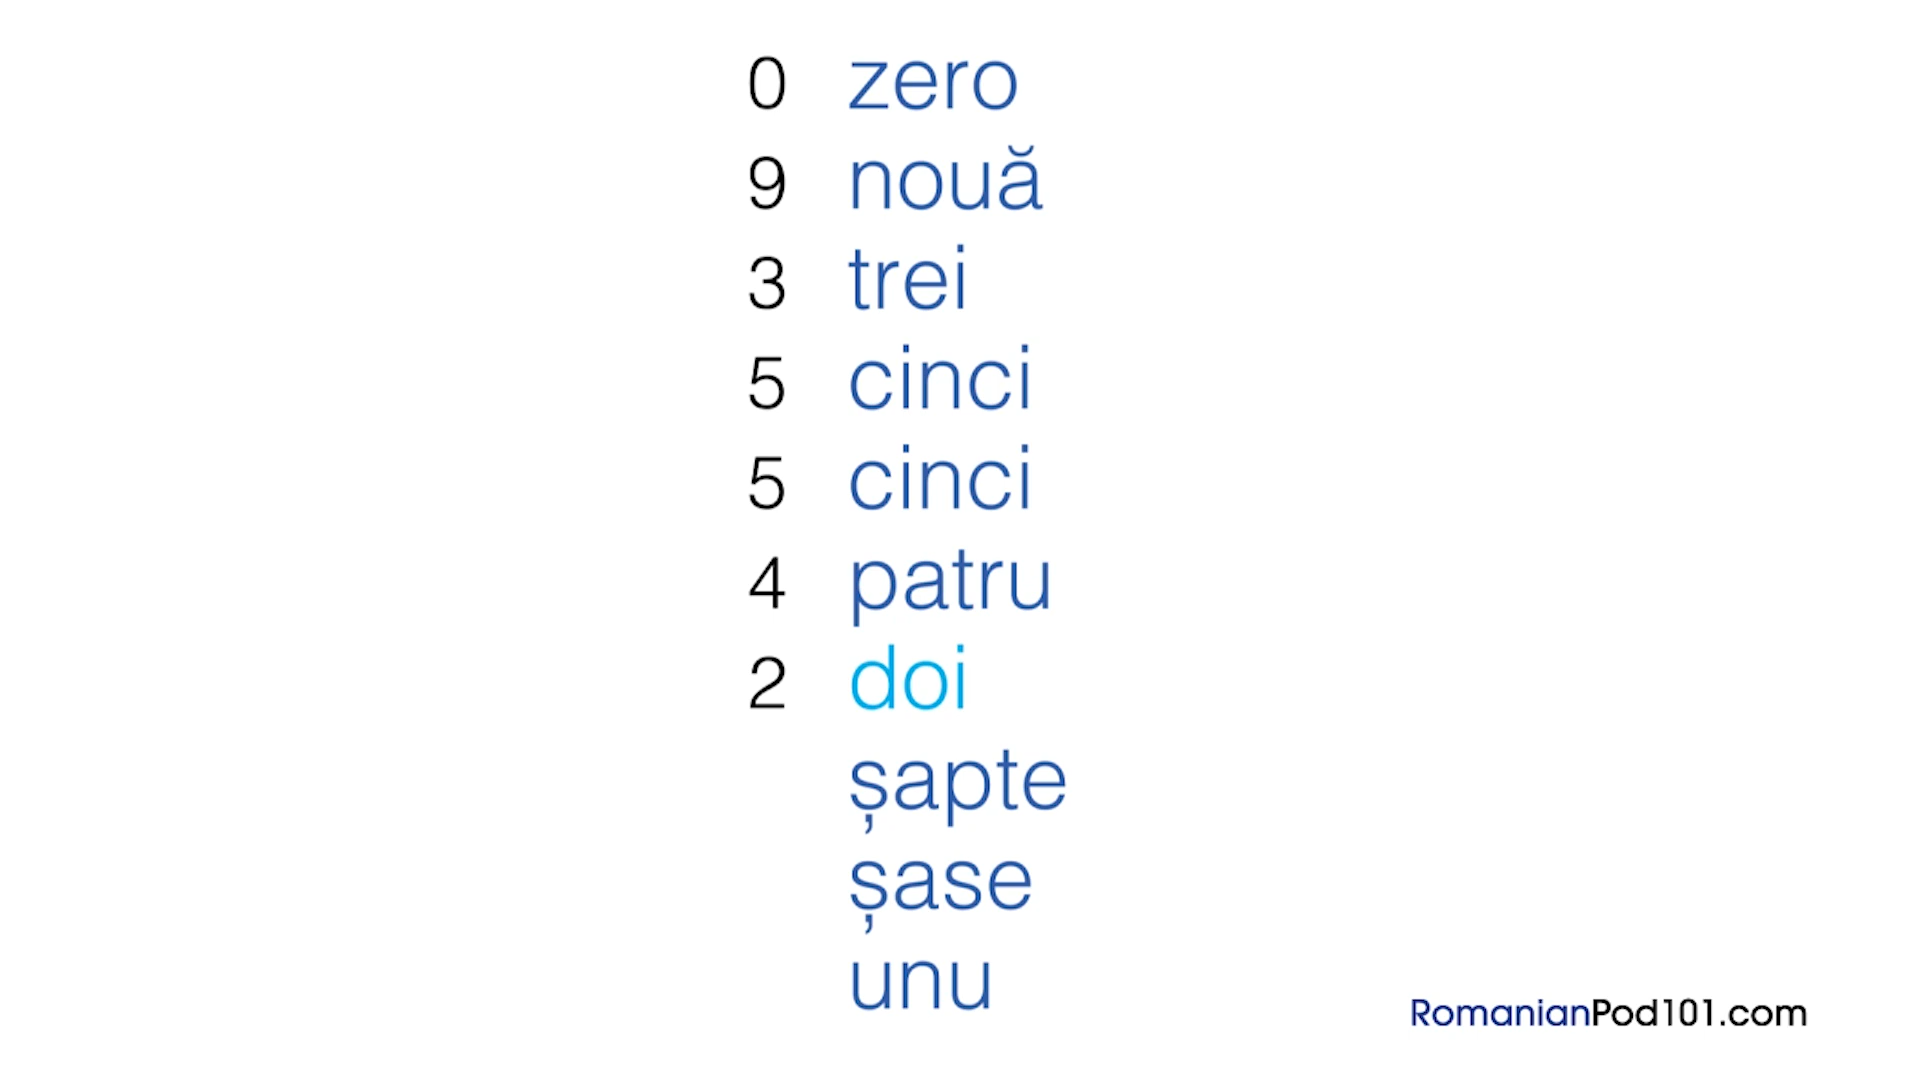 0 zero
9 nouă
3 trei
5 cinci
5 cinci
4 patru
2 doi
șapte
șase
unu
RomanianPod101.com